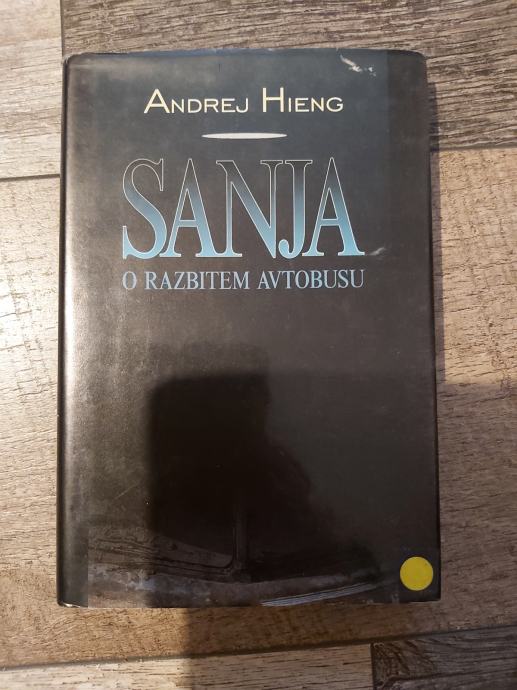 ANDREJ HIENG
SANJA
O RAZBITEM AVTOBUSU